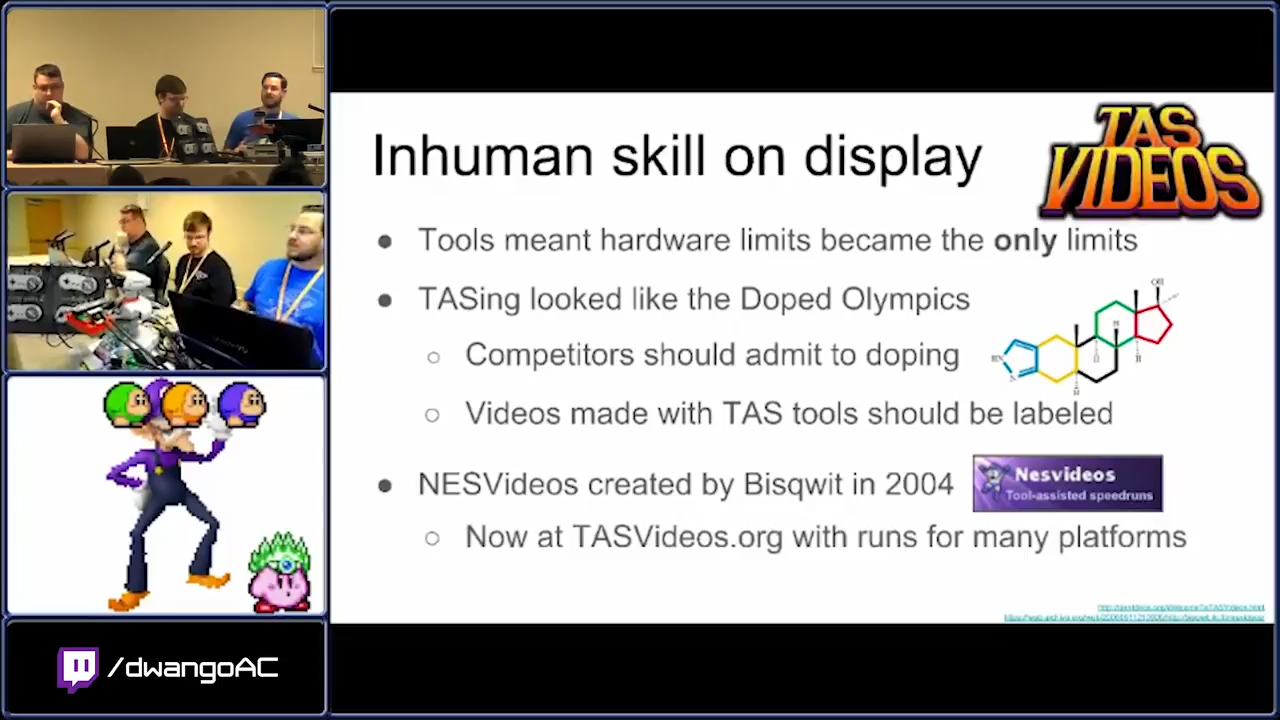 Inhuman skill on display
TAS
VIDEOS
● Tools meant hardware limits became the only limits
● TASing looked like the Doped Olympics
○ Competitors should admit to doping
OH
H
H
H
H
HN
N
○ Videos made with TAS tools should be labeled
● NESVideos created by Bisqwit in 2004
Nesvideos
Tool-assisted speedruns
○ Now at TASVideos.org with runs for many platforms
/dwangoAC